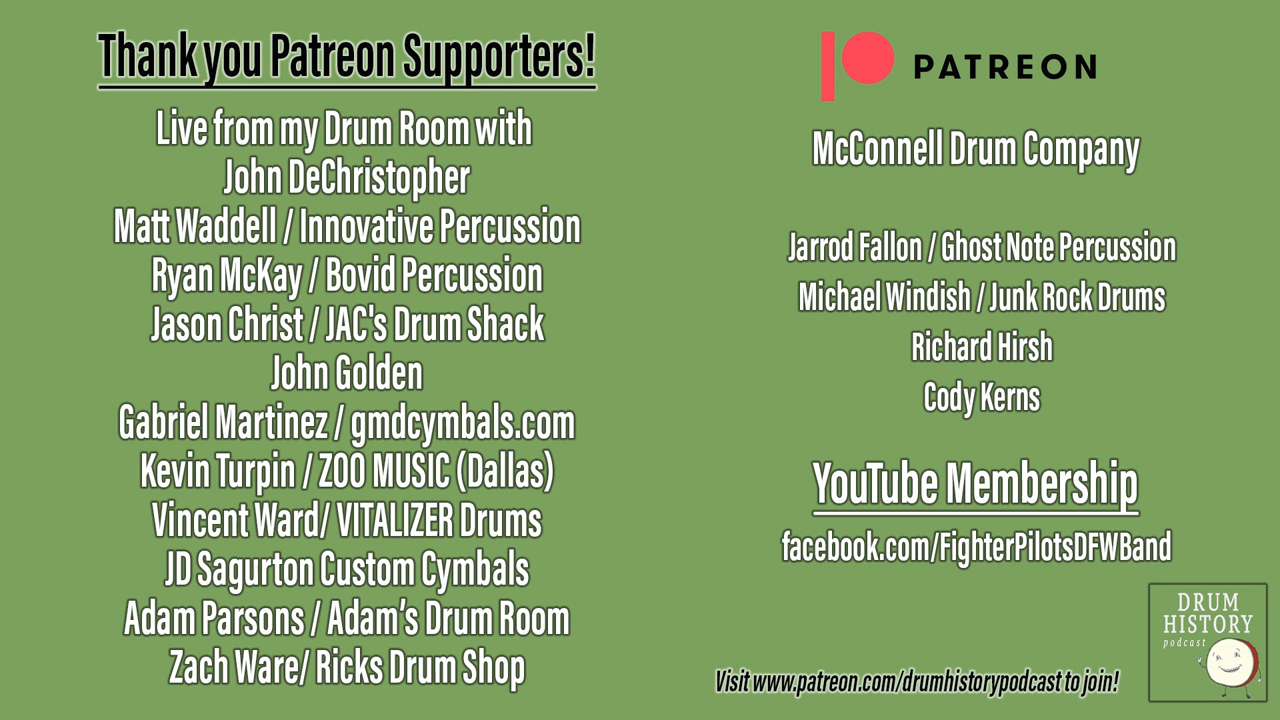 Thank you Patreon Supporters!
Live from my Drum Room with
John DeChristopher
Matt Waddell / Innovative Percussion
Ryan McKay / Bovid Percussion
Jason Christ / JAC's Drum Shack
John Golden
Gabriel Martinez / gmdcymbals.com
Kevin Turpin / ZOO MUSIC (Dallas)
Vincent Ward/ VITALIZER Drums
JD Sagurton Custom Cymbals
Adam Parsons / Adam’s Drum Room
Zach Ware/ Ricks Drum Shop
PATREON
McConnell Drum Company
Jarrod Fallon / Ghost Note Percussion
Michael Windish / Junk Rock Drums
Richard Hirsh
Cody Kerns
YouTube Membership
facebook.com/FighterPilotsDFWBand
DRUM
HISTORY
podcast
Visit www.patreon.com/drumhistorypodcast to join!